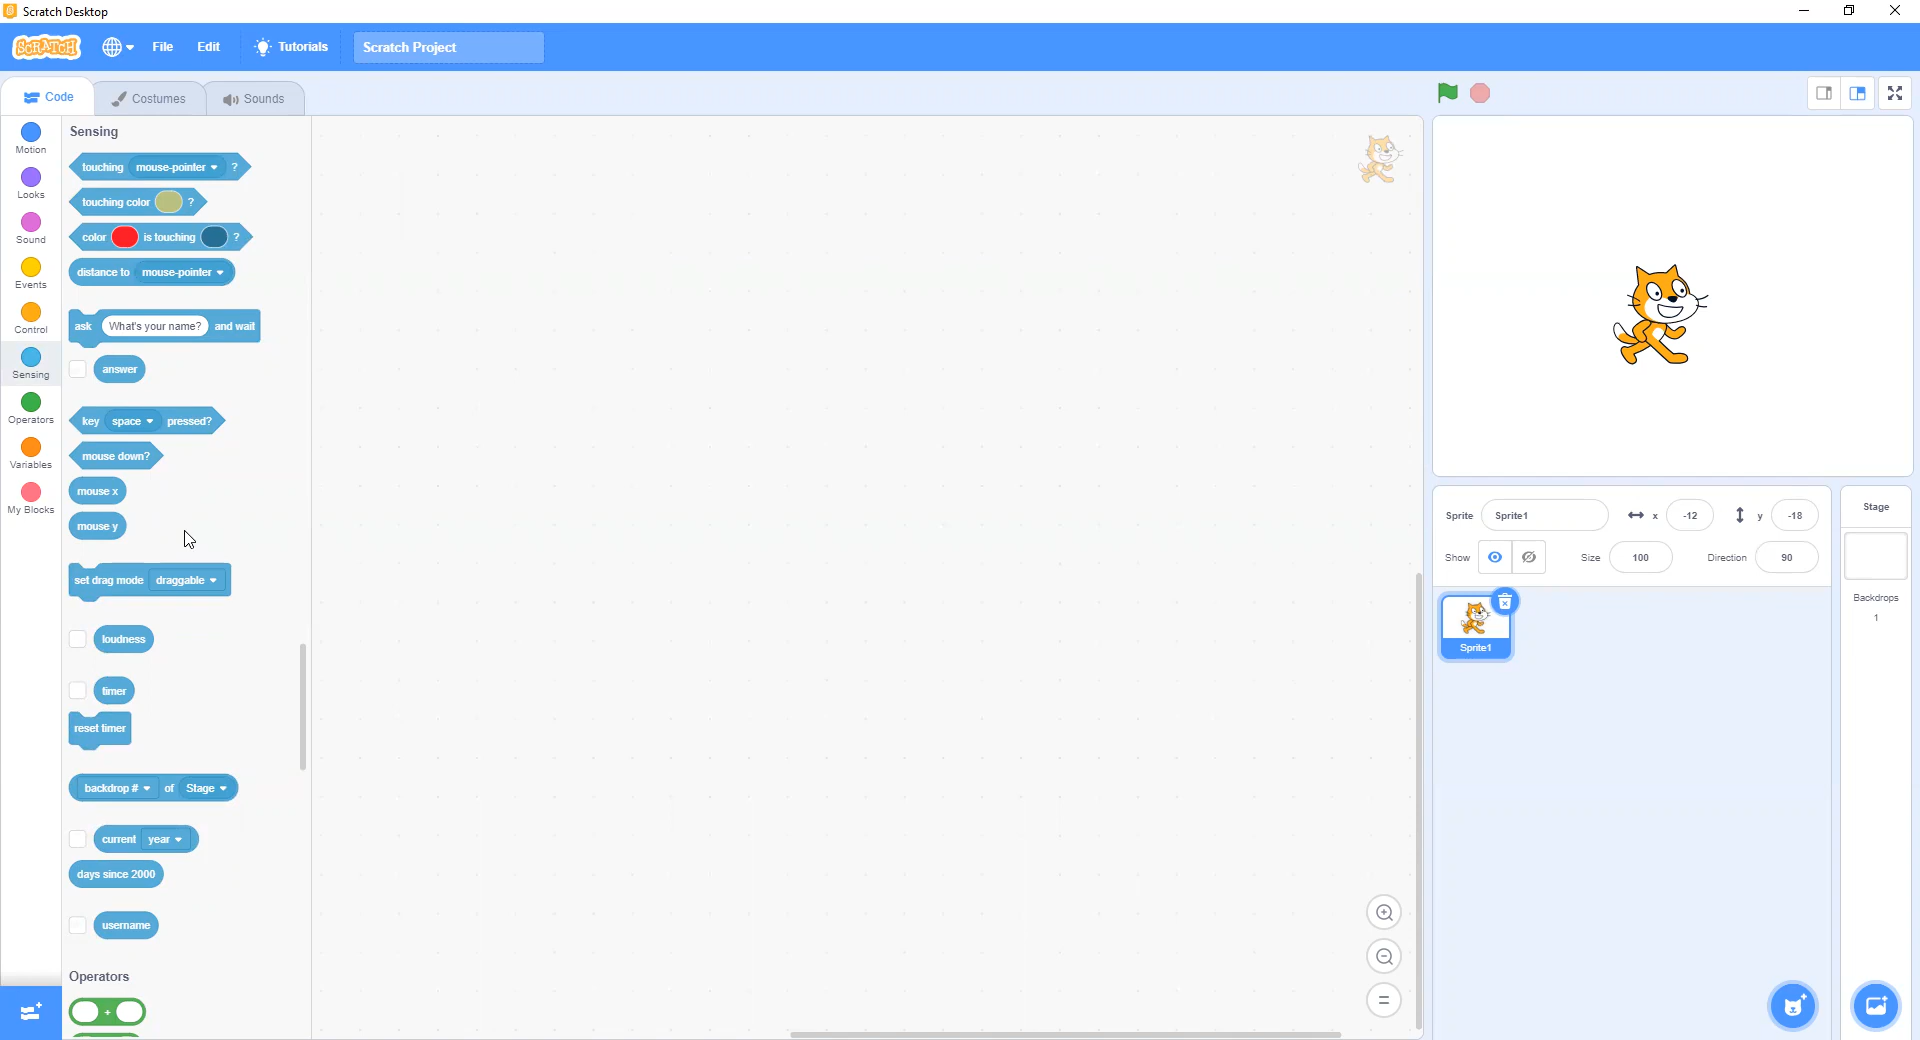 Scratch Desktop
SCRATCH File Edit Tutorials Scratch Project
Code Costumes Sounds
Motion
Looks
Sound
Events
Control
Sensing
Operators
Variables
My Blocks
Sensing
touching mouse-pointer ?
touching color ?
color is touching ?
distance to mouse-pointer
ask What's your name? and wait
answer
key space pressed?
mouse down?
mouse x
mouse y
set drag mode draggable
loudness
timer
reset timer
backdrop # of Stage
current year
days since 2000
username
Operators
+
Sprite Sprite1 x -12 y -18
Show Size 100 Direction 90
Sprite1
Stage
Backdrops
1